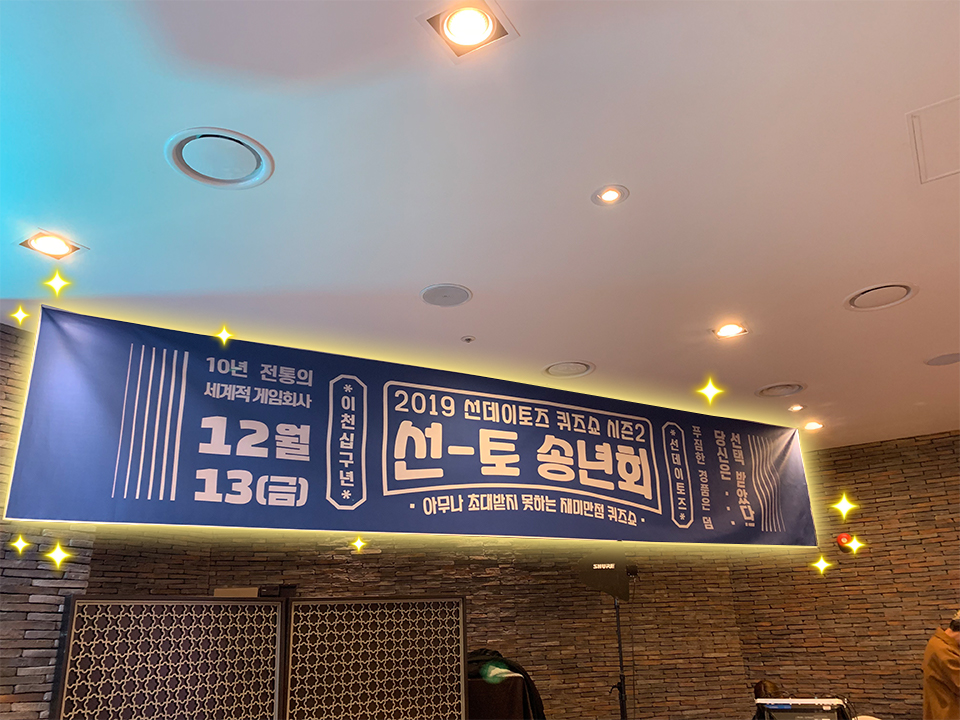 10년 전통의
세계적 게임회사
12월
13(금)
*이천십구년*
2019 선데이토즈 퀴즈쇼 시즌2
선-토 송년회
· 아무나 초대받지 못하는 재미만점 퀴즈쇼 ·
*선데이토즈*
푸짐한 경품은 덤
당신은 · ·
선택 받았다
SHURE